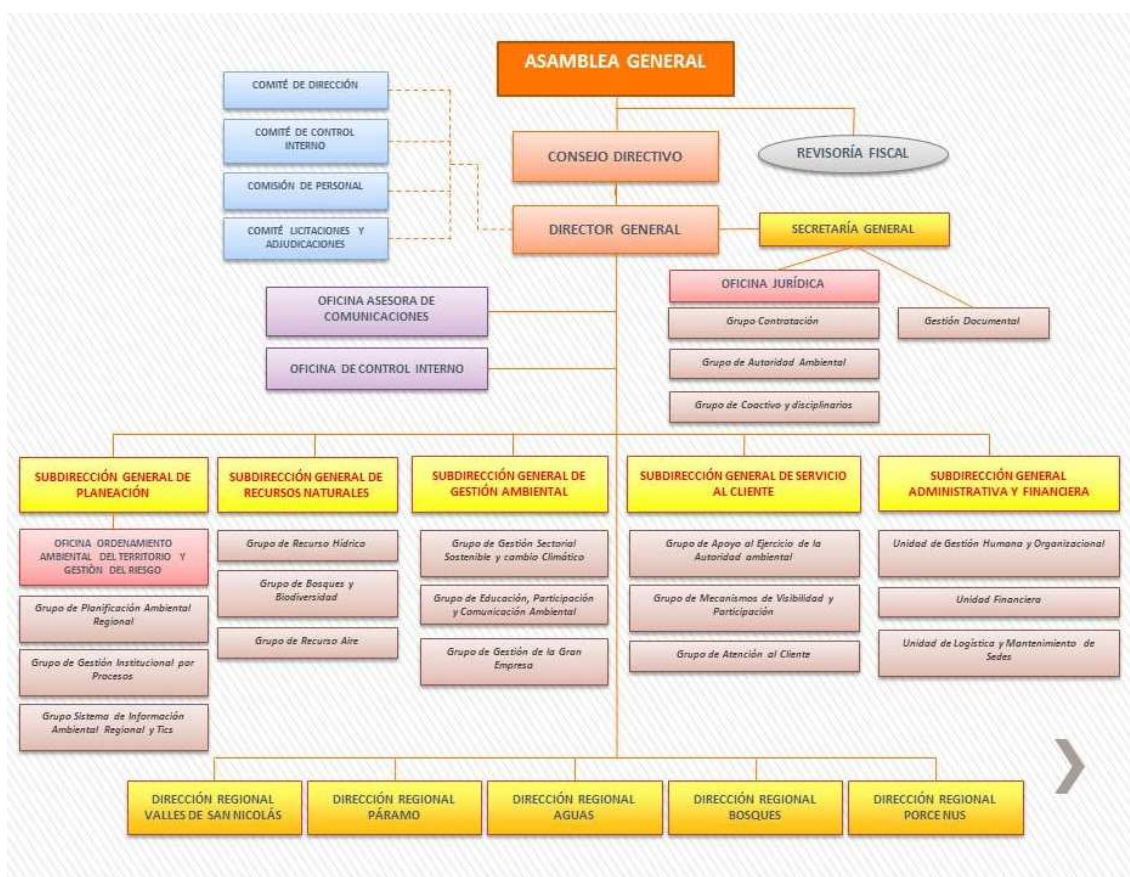 ASAMBLEA GENERAL
COMITÉ DE DIRECCIÓN
COMITÉ DE CONTROL
INTERNO
COMISIÓN DE PERSONAL
COMITÉ LICITACIONES Y
ADJUDICACIONES
CONSEJO DIRECTIVO
REVISORÍA FISCAL
DIRECTOR GENERAL
SECRETARÍA GENERAL
OFICINA JURÍDICA
Grupo Contratación
Grupo de Autoridad Ambiental
Grupo de Coactivo y disciplinarios
Gestión Documental
OFICINA ASESORA DE
COMUNICACIONES
OFICINA DE CONTROL INTERNO
SUBDIRECCIÓN GENERAL DE
PLANEACIÓN
OFICINA ORDENAMIENTO
AMBIENTAL DEL TERRITORIO Y
GESTIÓN DEL RIESGO
Grupo de Planificación Ambiental
Regional
Grupo de Gestión Institucional por
Procesos
Grupo Sistema de Información
Ambiental Regional y Tics
SUBDIRECCIÓN GENERAL DE
RECURSOS NATURALES
Grupo de Recurso Hídrico
Grupo de Bosques y
Biodiversidad
Grupo de Recurso Aire
SUBDIRECCIÓN GENERAL DE
GESTIÓN AMBIENTAL
Grupo de Gestión Sectorial
Sostenible y cambio Climático
Grupo de Educación, Participación
y Comunicación Ambiental
Grupo de Gestión de la Gran
Empresa
SUBDIRECCIÓN GENERAL DE SERVICIO
AL CLIENTE
Grupo de Apoyo al Ejercicio de la
Autoridad ambiental
Grupo de Mecanismos de Visibilidad y
Participación
Grupo de Atención al Cliente
SUBDIRECCIÓN GENERAL
ADMINISTRATIVA Y FINANCIERA
Unidad de Gestión Humana y Organizacional
Unidad Financiera
Unidad de Logística y Mantenimiento de
Sedes
DIRECCIÓN REGIONAL
VALLES DE SAN NICOLÁS
DIRECCIÓN REGIONAL
PÁRAMO
DIRECCIÓN REGIONAL
AGUAS
DIRECCIÓN REGIONAL
BOSQUES
DIRECCIÓN REGIONAL
PORCE NUS